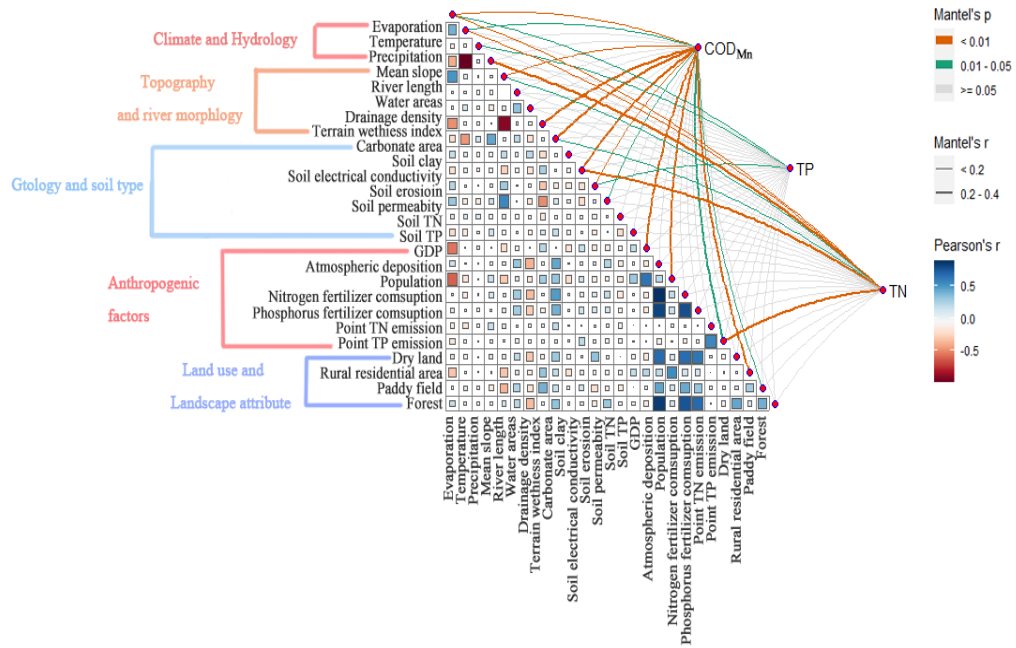 Climate and Hydrology
Topography
and river morphlogy
Gtology and soil type
Anthropogenic
factors
Land use and
Landscape attribute
Evaporation
Temperature
Precipitation
Mean slope
River length
Water areas
Drainage density
Terrain wethiess index
Carbonate area
Soil clay
Soil electrical conductivity
Soil erosioin
Soil permeabity
Soil TN
Soil TP
GDP
Atmospheric deposition
Population
Nitrogen fertilizer comsuption
Phosphorus fertilizer comsuption
Point TN emission
Point TP emission
Dry land
Rural residential area
Paddy field
Forest
Evaporation
Temperature
Precipitation
Mean slope
River length
Water areas
Drainage density
Terrain wethiess index
Carbonate area
Soil clay
Soil electrical conductivity
Soil erosioin
Soil permeabity
Soil TN
Soil TP
GDP
Atmospheric deposition
Population
Nitrogen fertilizer comsuption
Phosphorus fertilizer comsuption
Point TN emission
Point TP emission
Dry land
Rural residential area
Paddy field
Forest
COD Mn
TP
TN
Mantel's p
< 0.01
0.01 - 0.05
>= 0.05
Mantel's r
< 0.2
0.2 - 0.4
Pearson's r
0.5
0.0
-0.5